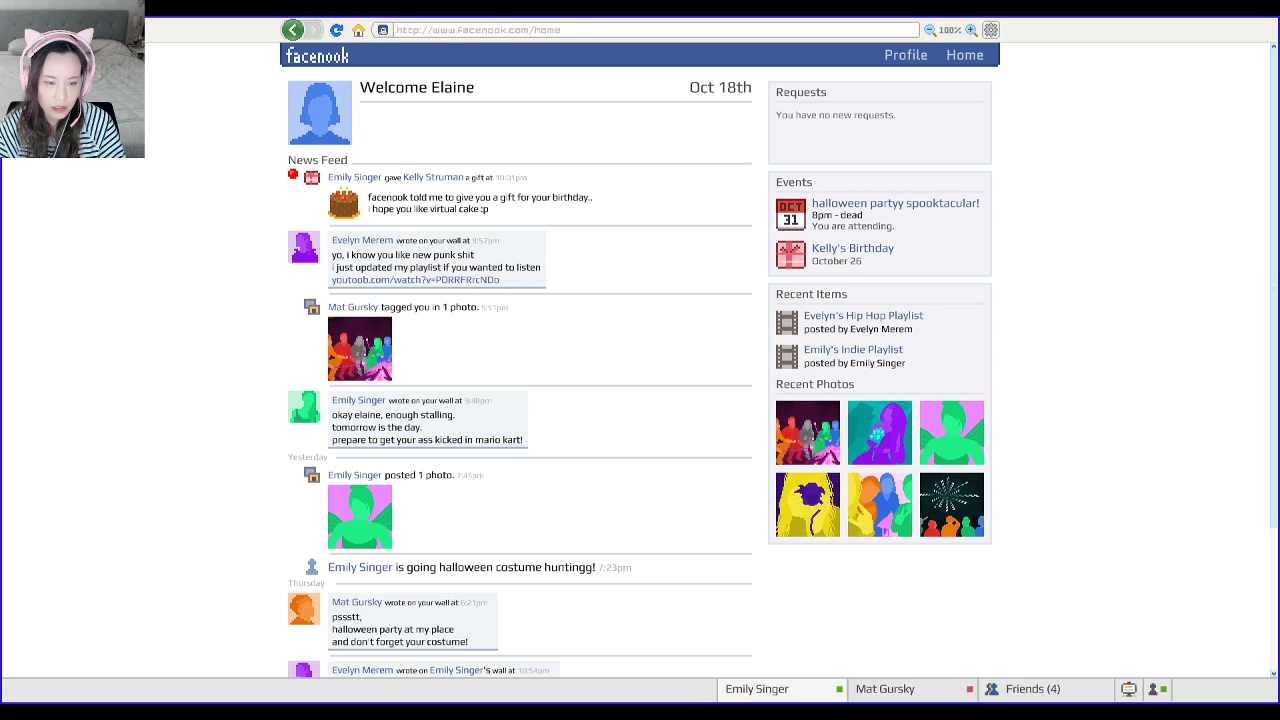 http://www.facenook.com/home
100%
facenook
Profile
Home
Welcome Elaine
Oct 18th
News Feed
Emily Singer gave Kelly Struman a gift at 10:01pm
facenook told me to give you a gift for your birthday..
i hope you like virtual cake :p
Evelyn Merem wrote on your wall at 9:57pm
yo, i know you like new punk shit
i just updated my playlist if you wanted to listen
youtoob.com/watch?v=PORRFRrcNDo
Mat Gursky tagged you in 1 photo. 9:51pm
Emily Singer wrote on your wall at 9:48pm
okay elaine, enough stalling.
tomorrow is the day.
prepare to get your ass kicked in mario kart!
Yesterday
Emily Singer posted 1 photo. 7:45pm
Emily Singer is going halloween costume huntingg! 7:23pm
Thursday
Mat Gursky wrote on your wall at 6:21pm
pssstt,
halloween party at my place
and don't forget your costume!
Evelyn Merem wrote on Emily Singer's wall at 10:54pm
Requests
You have no new requests.
Events
OCT
31
halloween partyy spooktacular!
8pm - dead
You are attending.
Kelly's Birthday
October 26
Recent Items
Evelyn's Hip Hop Playlist
posted by Evelyn Merem
Emily's Indie Playlist
posted by Emily Singer
Recent Photos
Emily Singer
Mat Gursky
Friends (4)